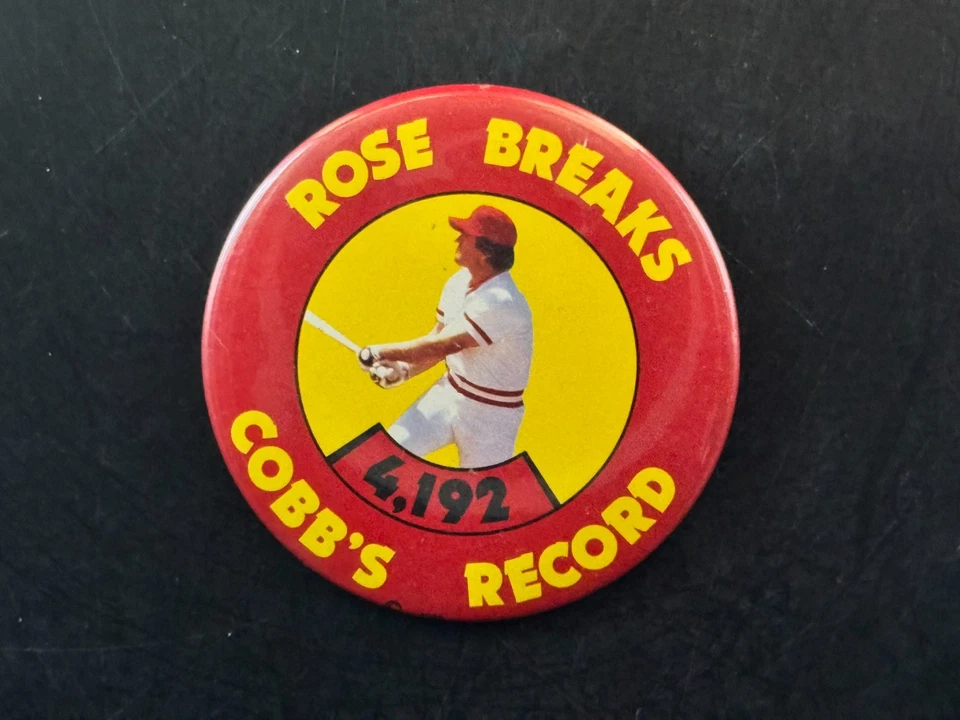 ROSE BREAKS
COBB'S RECORD
4,192